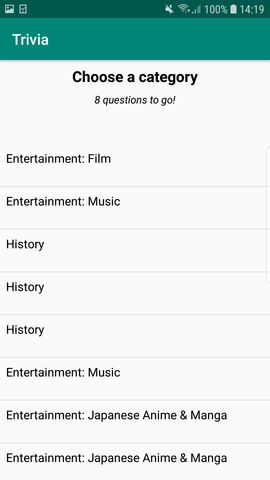 100% 14:19
Trivia
Choose a category
8 questions to go!
Entertainment: Film
Entertainment: Music
History
History
History
Entertainment: Music
Entertainment: Japanese Anime & Manga
Entertainment: Japanese Anime & Manga